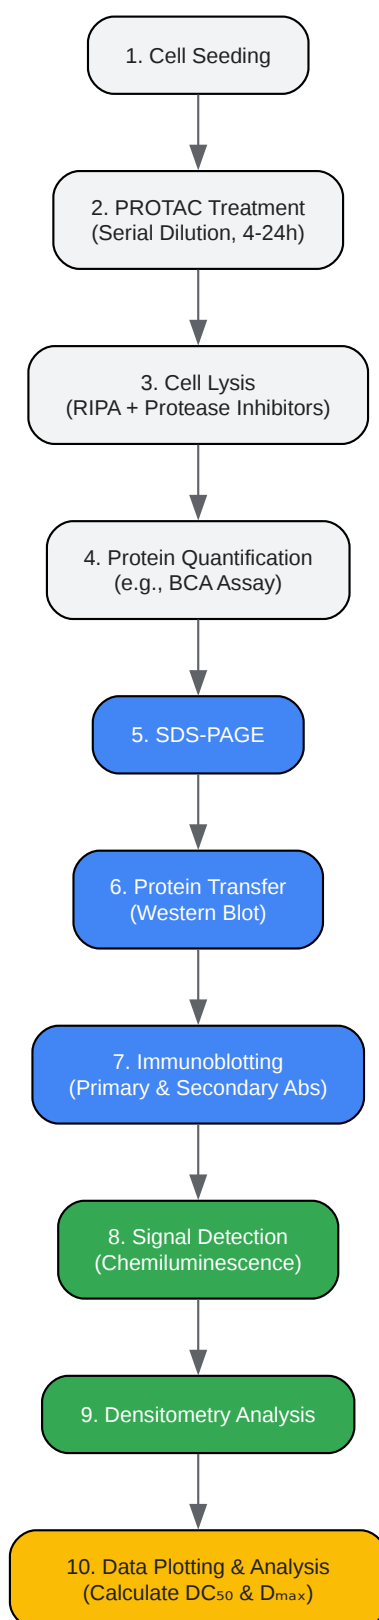 1. Cell Seeding
2. PROTAC Treatment
(Serial Dilution, 4-24h)
3. Cell Lysis
(RIPA + Protease Inhibitors)
4. Protein Quantification
(e.g., BCA Assay)
5. SDS-PAGE
6. Protein Transfer
(Western Blot)
7. Immunoblotting
(Primary & Secondary Abs)
8. Signal Detection
(Chemiluminescence)
9. Densitometry Analysis
10. Data Plotting & Analysis
(Calculate DC₅₀ & Dₘₐₓ)